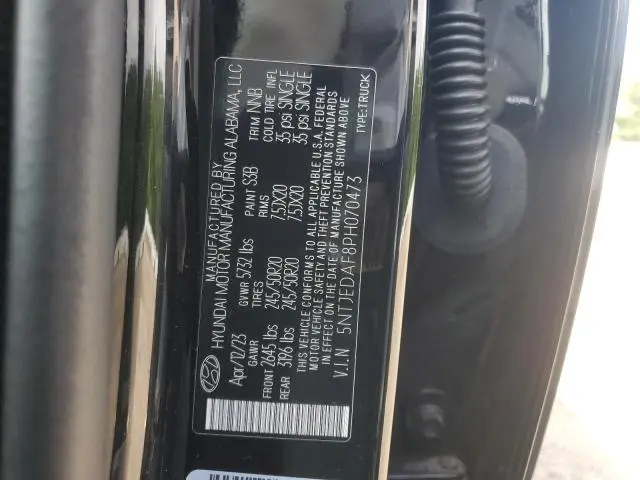 MANUFACTURED BY
HYUNDAI MOTOR MANUFACTURING ALABAMA, LLC
Apr/12/23 GVWR 5732 lbs PAINT S3B TRIM NNB
GAWR TIRES RIMS COLD TIRE INFL
FRONT 2645 lbs 245/50R20 7.5JX20 35 psi SINGLE
REAR 3196 lbs 245/50R20 7.5JX20 35 psi SINGLE
THIS VEHICLE CONFORMS TO ALL APPLICABLE U.S.A. FEDERAL
MOTOR VEHICLE SAFETY AND THEFT PREVENTION STANDARDS
IN EFFECT ON THE DATE OF MANUFACTURE SHOWN ABOVE
V.I.N 5NTJEDAF8PH070473 TYPE:TRUCK